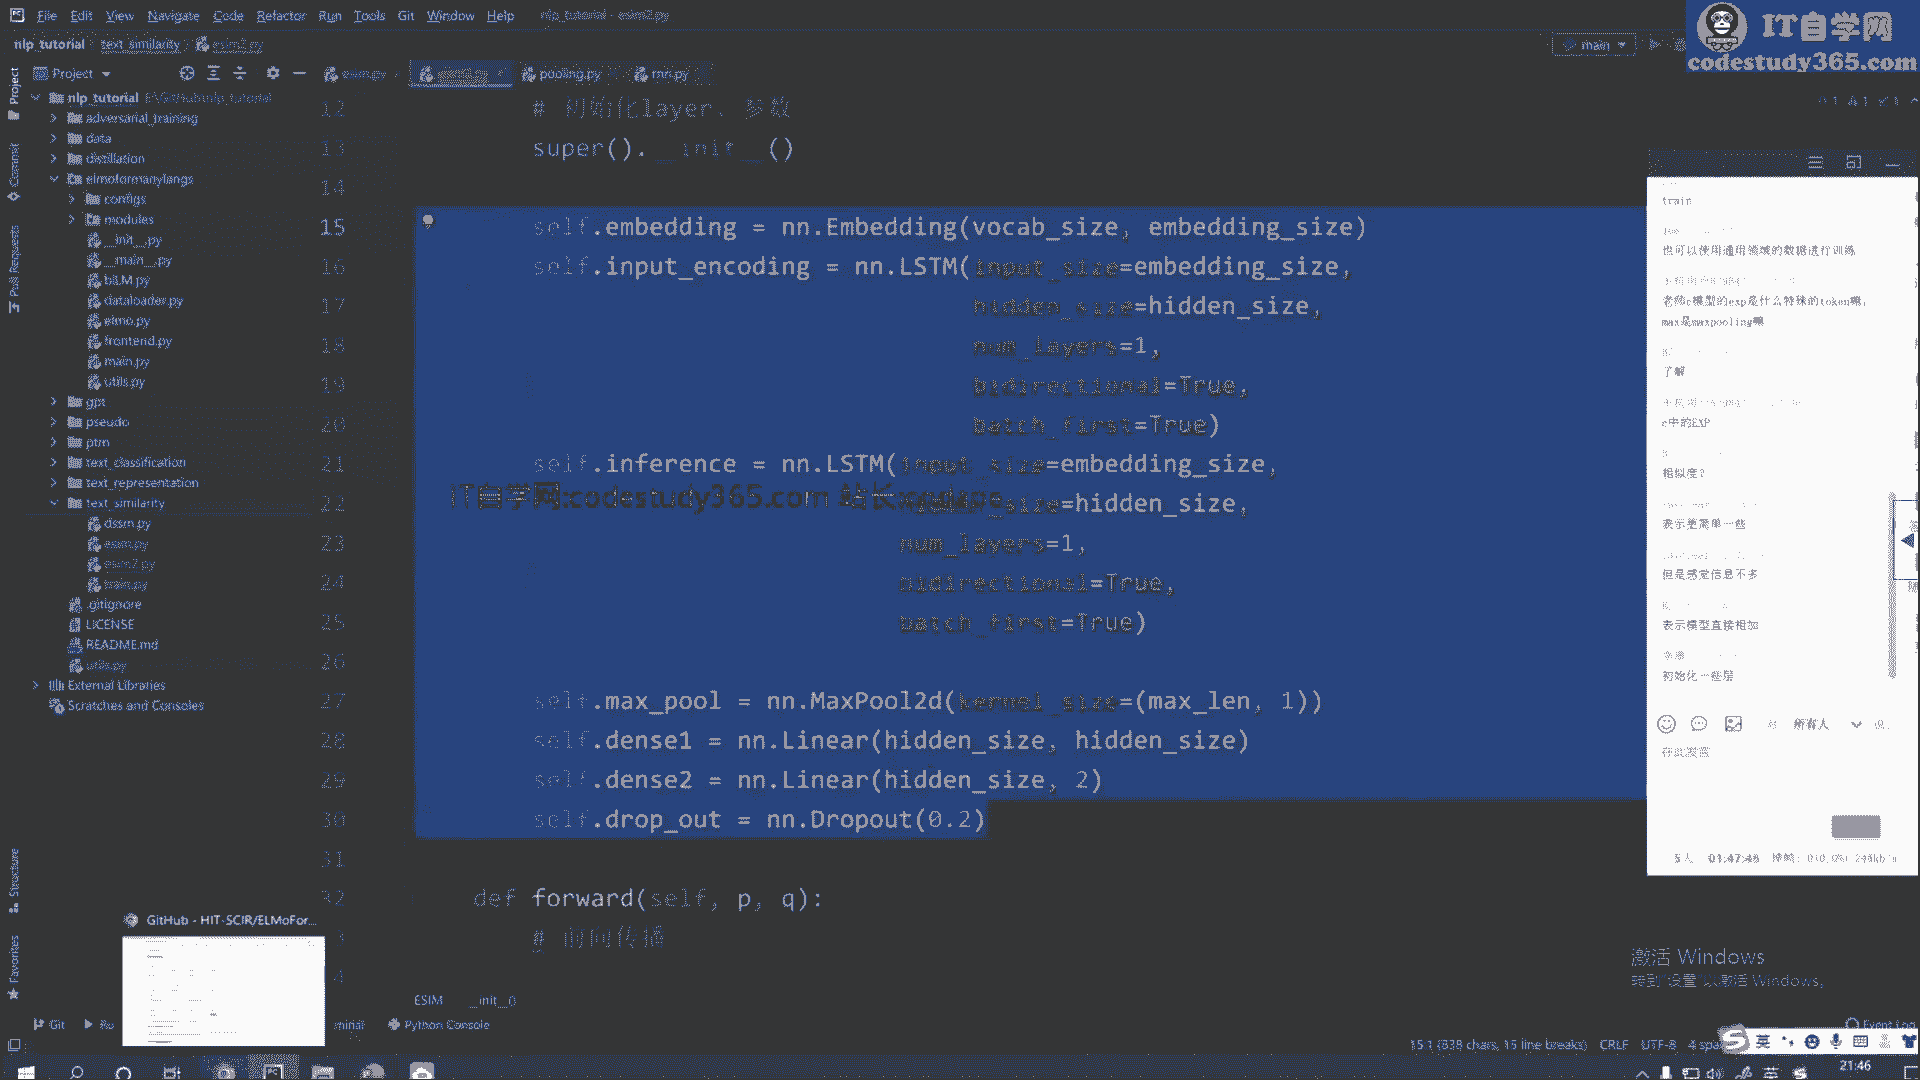 File Edit View Navigate Code Refactor Run Tools Git Window Help nlp_tutorial - esim2.py
IT自学网
codestudy365.com
nlp_tutorial text_similarity esim2.py
main
Project
esim.py
pooling.py
rnn.py
Project
Commit
Pull Requests
Structure
Favorites
nlp_tutorial E:\GitHub\nlp_tutorial
adversarial_training
data
distillation
elmoformanylangs
configs
modules
__init__.py
__main__.py
biLM.py
dataloader.py
elmo.py
frontend.py
main.py
utils.py
gpt
pseudo
ptm
text_classification
text_representation
text_similarity
dssm.py
esim.py
esim2.py
train.py
.gitignore
LICENSE
README.md
utils.py
External Libraries
Scratches and Consoles
12 # 初始化layer、参数
13 super().__init__()
14
15 self.embedding = nn.Embedding(vocab_size, embedding_size)
16 self.input_encoding = nn.LSTM(input_size=embedding_size,
17 hidden_size=hidden_size,
18 num_layers=1,
19 bidirectional=True,
20 batch_first=True)
21 self.inference = nn.LSTM(input_size=embedding_size,
22 hidden_size=hidden_size,
IT自学网:codestudy365.com 站长
23 num_layers=1,
24 bidirectional=True,
25 batch_first=True)
26
27 self.max_pool = nn.MaxPool2d(kernel_size=(max_len, 1))
28 self.dense1 = nn.Linear(hidden_size, hidden_size)
29 self.dense2 = nn.Linear(hidden_size, 2)
30 self.drop_out = nn.Dropout(0.2)
31
32 def forward(self, p, q):
# 前向传播
ESIM __init__()
GitHub - HIT-SCIR/ELMoFor...
Git
Python Console
Event Log
15:1 (838 chars, 15 line breaks) CRLF UTF-8
train
也可以使用通用领域的数据进行训练
老师c模型的exp是什么特殊的token嘛,
max是maxpooling嘛
了解
c中的EXP
相似度?
表示更简单一些
但是感觉信息不多
表示模型直接相加
初始化一些层
所有人
5人 01:47:48
激活 Windows
转到"设置"以激活 Windows。
英
21:46